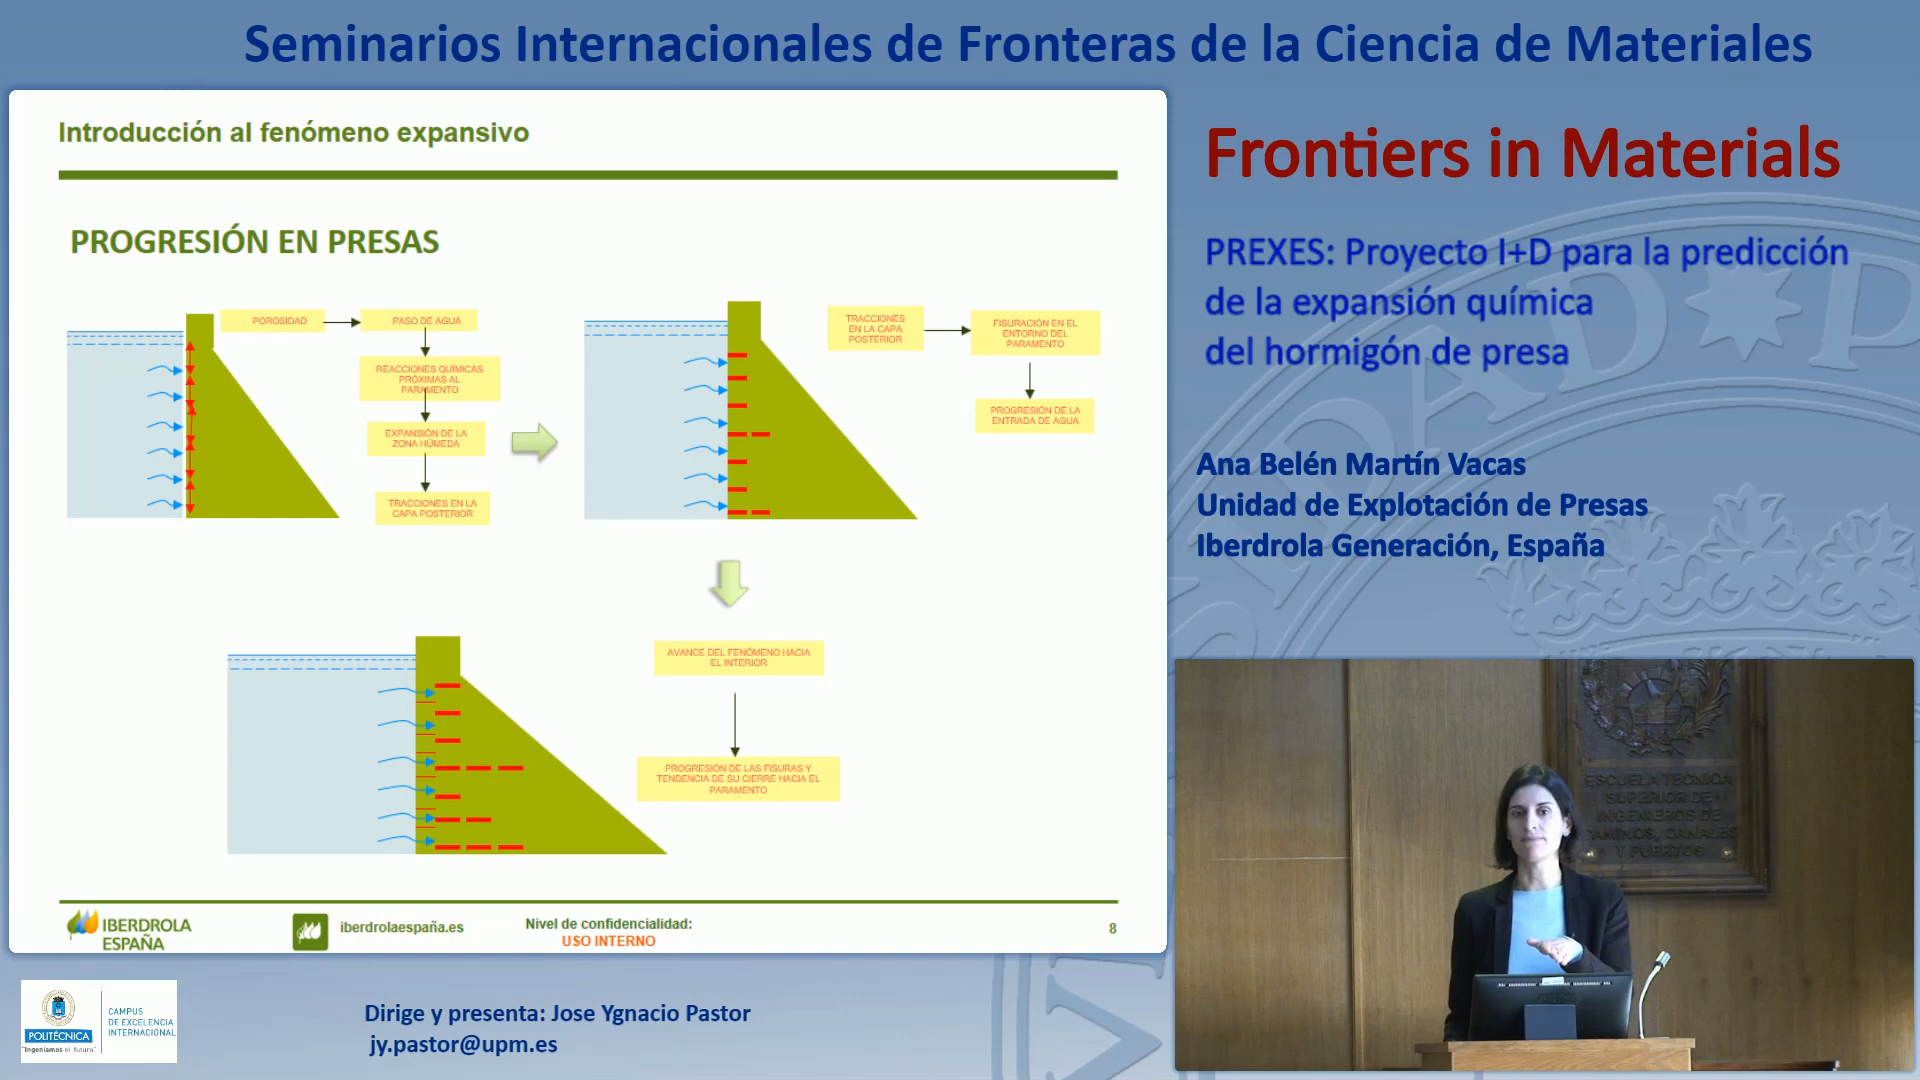 Seminarios Internacionales de Fronteras de la Ciencia de Materiales
Introducción al fenómeno expansivo
PROGRESIÓN EN PRESAS
POROSIDAD
PASO DE AGUA
REACCIONES QUÍMICAS
PRÓXIMAS AL
PARAMENTO
EXPANSIÓN DE LA
ZONA HÚMEDA
TRACCIONES EN LA
CAPA POSTERIOR
TRACCIONES
EN LA CAPA
POSTERIOR
FISURACIÓN EN EL
ENTORNO DEL
PARAMENTO
PROGRESIÓN DE LA
ENTRADA DE AGUA
AVANCE DEL FENÓMENO HACIA
EL INTERIOR
PROGRESIÓN DE LAS FISURAS Y
TENDENCIA DE SU CIERRE HACIA EL
PARAMENTO
IBERDROLA
ESPAÑA
iberdrolaespaña.es
Nivel de confidencialidad:
USO INTERNO
8
Frontiers in Materials
PREXES: Proyecto I+D para la predicción
de la expansión química
del hormigón de presa
Ana Belén Martín Vacas
Unidad de Explotación de Presas
Iberdrola Generación, España
ESCUELA TECNICA
SUPERIOR DE
INGENIEROS DE
CAMINOS, CANALES
Y PUERTOS
POLITÉCNICA
"Ingeniamos el futuro"
CAMPUS
DE EXCELENCIA
INTERNACIONAL
Dirige y presenta: Jose Ygnacio Pastor
jy.pastor@upm.es